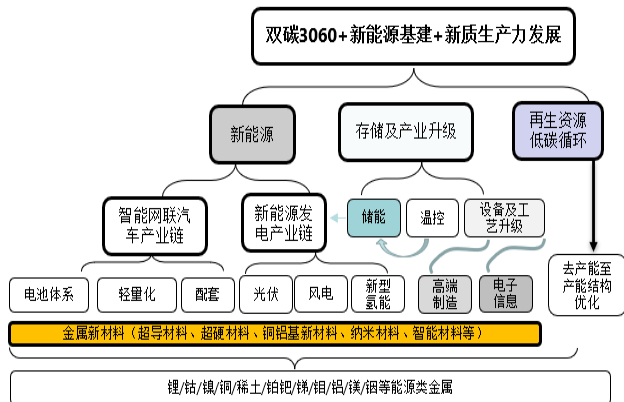 双碳3060+新能源基建+新质生产力发展
新能源
存储及产业升级
再生资源
低碳循环
智能网联汽
车产业链
新能源发
电产业链
储能
温控
设备及工
艺升级
电池体系
轻量化
配套
光伏
风电
新型
氢能
高端
制造
电子
信息
去产能至
产能结构
优化
金属新材料（超导材料、超硬材料、铜铝基新材料、纳米材料、智能材料等）
锂/钴/镍/铜/稀土/铂钯/锑/钼/铝/镁/铟等能源类金属